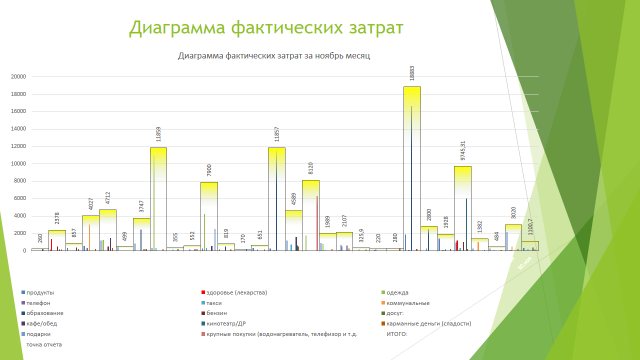 Диаграмма фактических затрат
Диаграмма фактических затрат за ноябрь месяц
20000
18000
16000
14000
12000
10000
8000
6000
4000
2000
0
260
2378
857
4027
4712
499
3747
11859
355
552
7900
819
170
651
11857
4589
8120
1989
2107
325,9
220
280
18883
2800
1928
9745,31
1382
484
3020
1100,7
продукты
здоровье (лекарства)
одежда
телефон
такси
коммунальные
образование
бензин
досуг
кафе/обед
кинотеатр/ДР
карманные деньги (сладости)
подарки
крупные покупки (водонагреватель, телефизор и т.д.
ИТОГО:
точка отчета